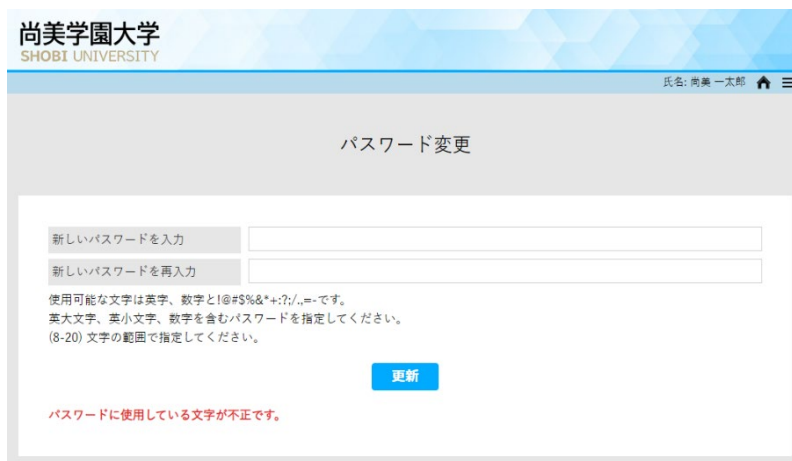 尚美学園大学
SHOBI UNIVERSITY
氏名: 尚美 一太郎
パスワード変更
新しいパスワードを入力
新しいパスワードを再入力
使用可能な文字は英字、数字と!@#$%&*+:?;/.,=-です。
英大文字、英小文字、数字を含むパスワードを指定してください。
(8-20) 文字の範囲で指定してください。
更新
パスワードに使用している文字が不正です。